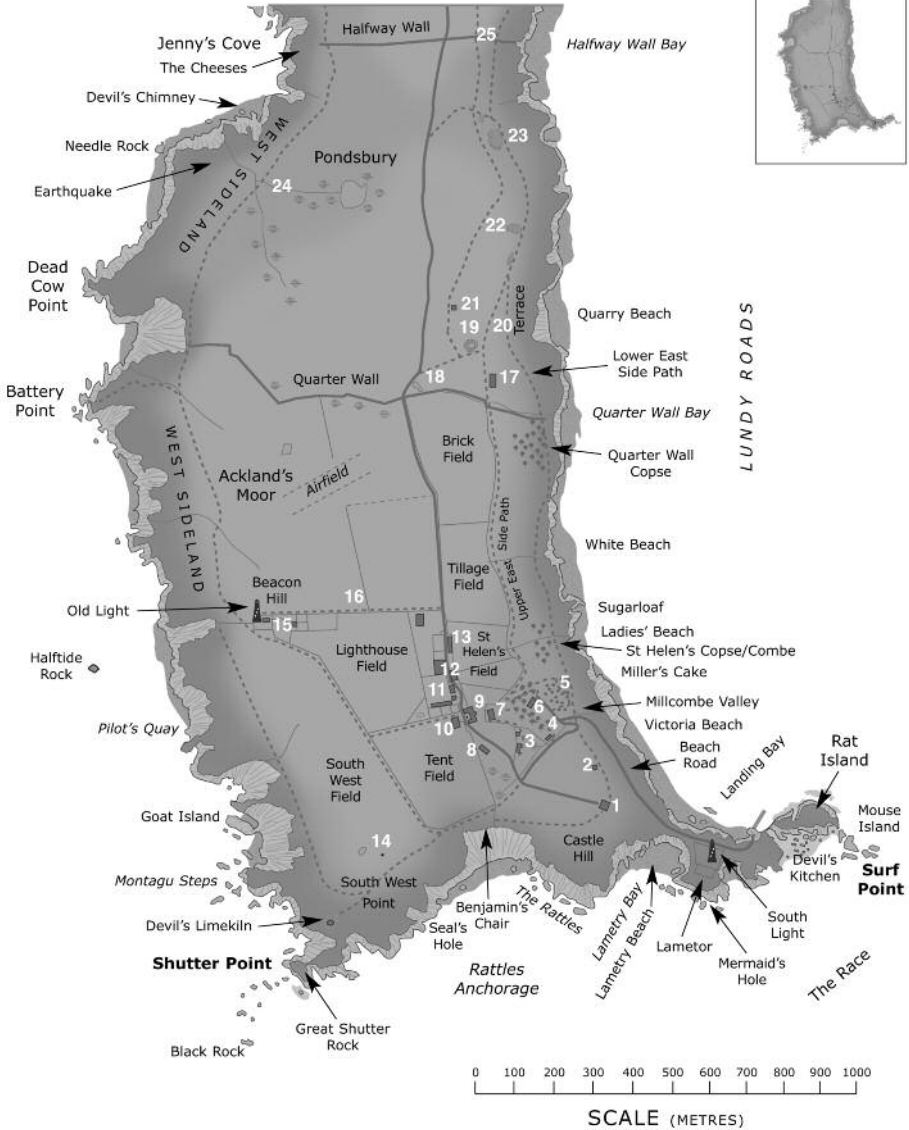 Halfway Wall
25
Jenny's Cove
The Cheeses
Halfway Wall Bay
Devil's Chimney
WEST SIDELAND
Needle Rock
23
Pondsbury
Earthquake
24
22
Dead
Cow
Point
21
19
20
Terrace
Quarry Beach
LUNDY ROADS
Lower East
Side Path
Quarter Wall
18
17
Battery
Point
Quarter Wall Bay
Brick
Field
Quarter Wall
Copse
WEST SIDELAND
Ackland's
Moor
Airfield
Upper East
Side Path
White Beach
Tillage
Field
Beacon
Hill
16
Old Light
15
Sugarloaf
Ladies' Beach
13
St
Helen's
Field
St Helen's Copse/Combe
Lighthouse
Field
Halftide
Rock
12
Miller's Cake
5
11
6
Millcombe Valley
9
7
4
Victoria Beach
Pilot's Quay
10
3
8
Beach
Road
Landing Bay
Tent
Field
2
Rat
Island
South
West
Field
1
Mouse
Island
Goat Island
14
Castle
Hill
Devil's
Kitchen
Surf
Point
Montagu Steps
South West
Point
Benjamin's
Chair
The Rattles
Lametry Bay
Lametry Beach
Lametor
South
Light
Devil's Limekiln
Seal's
Hole
Mermaid's
Hole
Shutter Point
Rattles
Anchorage
The Race
Great Shutter
Rock
Black Rock
0 100 200 300 400 500 600 700 800 900 1000
SCALE (METRES)